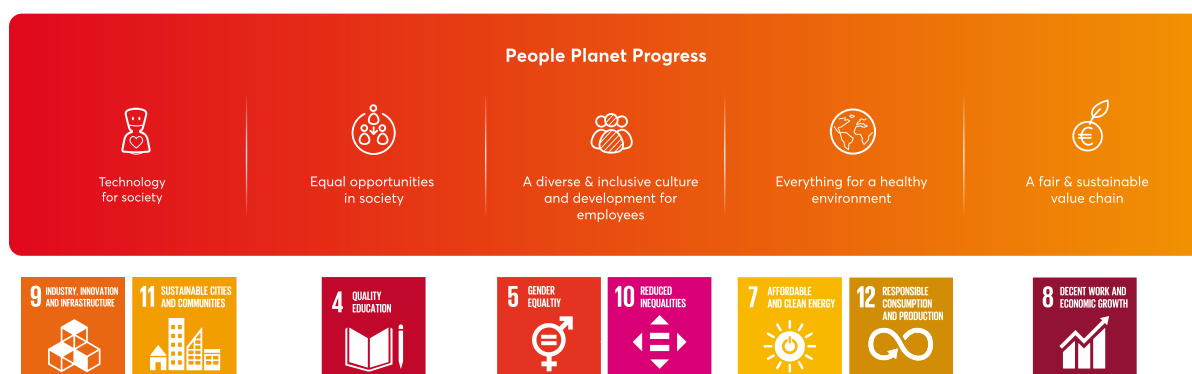 People Planet Progress
Technology
for society
Equal opportunities
in society
A diverse & inclusive culture
and development for
employees
Everything for a healthy
environment
€
A fair & sustainable
value chain
9 INDUSTRY, INNOVATION
AND INFRASTRUCTURE
11 SUSTAINABLE CITIES
AND COMMUNITIES
4 QUALITY
EDUCATION
5 GENDER
EQUALTIY
10 REDUCED
INEQUALITIES
7 AFFORDABLE
AND CLEAN ENERGY
12 RESPONSIBLE
CONSUMPTION
AND PRODUCTION
8 DECENT WORK AND
ECONOMIC GROWTH